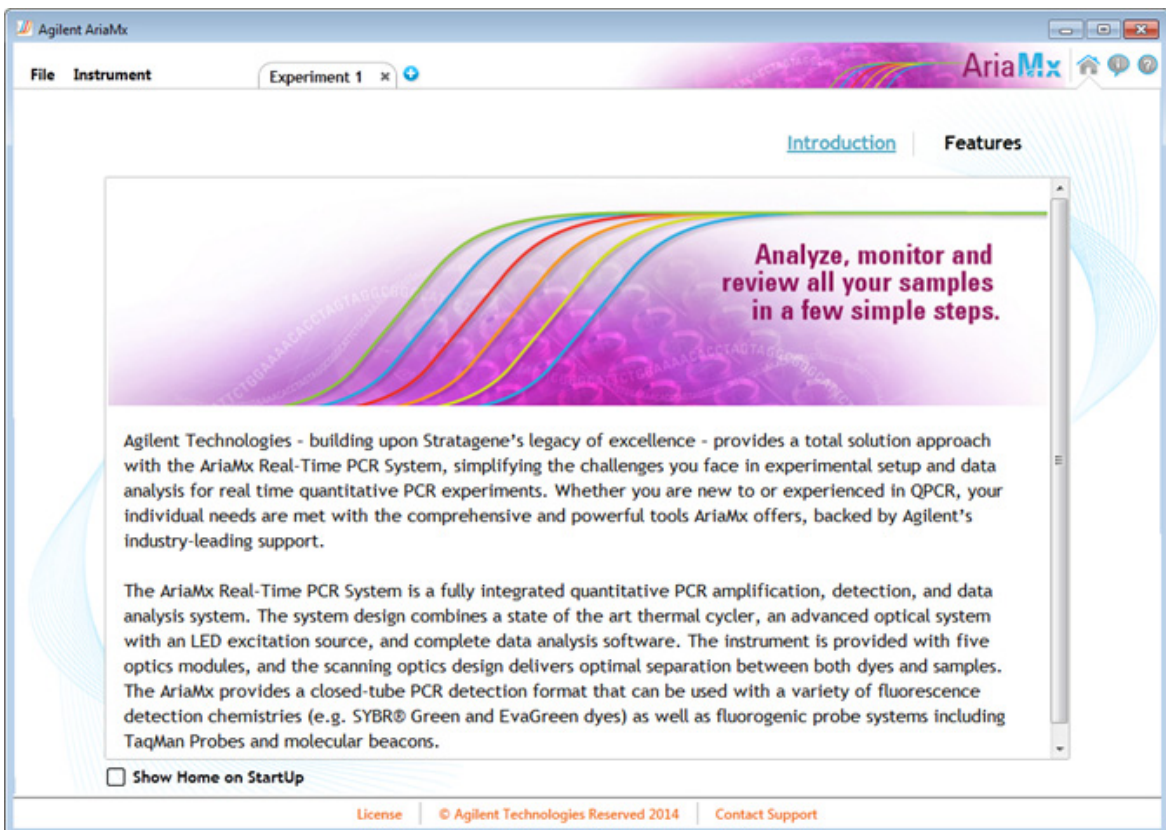 Agilent AriaMx
File Instrument Experiment 1 AriaMx
Introduction Features
Analyze, monitor and
review all your samples
in a few simple steps.
Agilent Technologies - building upon Stratagene's legacy of excellence - provides a total solution approach
with the AriaMx Real-Time PCR System, simplifying the challenges you face in experimental setup and data
analysis for real time quantitative PCR experiments. Whether you are new to or experienced in QPCR, your
individual needs are met with the comprehensive and powerful tools AriaMx offers, backed by Agilent's
industry-leading support.
The AriaMx Real-Time PCR System is a fully integrated quantitative PCR amplification, detection, and data
analysis system. The system design combines a state of the art thermal cycler, an advanced optical system
with an LED excitation source, and complete data analysis software. The instrument is provided with five
optics modules, and the scanning optics design delivers optimal separation between both dyes and samples.
The AriaMx provides a closed-tube PCR detection format that can be used with a variety of fluorescence
detection chemistries (e.g. SYBR® Green and EvaGreen dyes) as well as fluorogenic probe systems including
TaqMan Probes and molecular beacons.
Show Home on StartUp
License © Agilent Technologies Reserved 2014 Contact Support